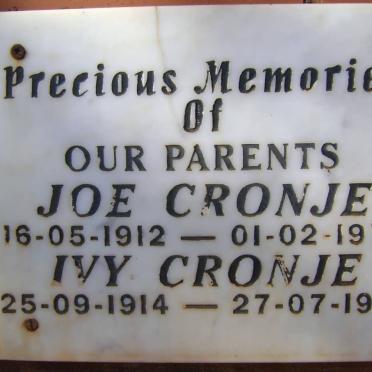 Precious Memorie
Of
OUR PARENTS
JOE CRONJE
16-05-1912 — 01-02-19
IVY CRONJE
25-09-1914 — 27-07-19